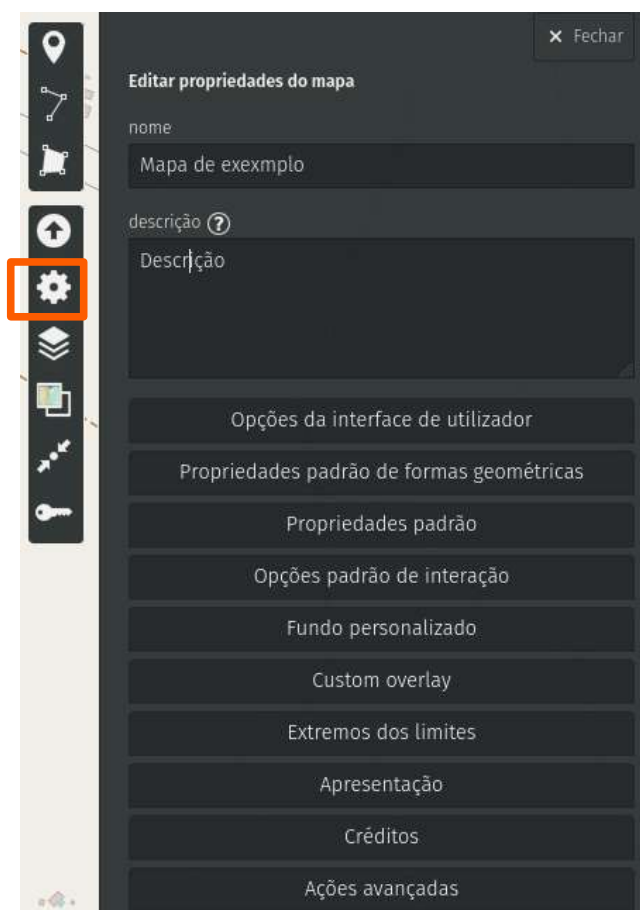 × Fechar
Editar propriedades do mapa
nome
Mapa de exexmplo
descrição ?
Descrição
Opções da interface de utilizador
Propriedades padrão de formas geométricas
Propriedades padrão
Opções padrão de interação
Fundo personalizado
Custom overlay
Extremos dos limites
Apresentação
Créditos
Ações avançadas